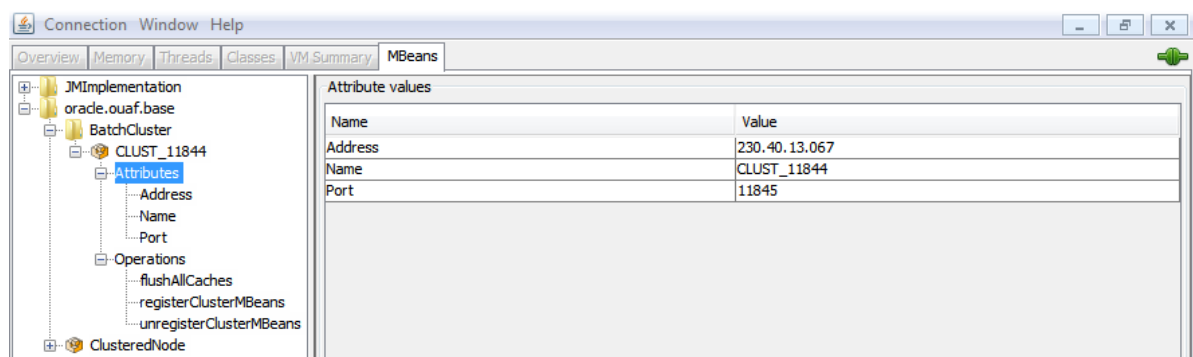 Connection Window Help
Overview Memory Threads Classes VM Summary MBeans
JMImplementation
oracle.ouaf.base
BatchCluster
CLUST_11844
Attributes
Address
Name
Port
Operations
flushAllCaches
registerClusterMBeans
unregisterClusterMBeans
ClusteredNode
Attribute values
Name Value
Address 230.40.13.067
Name CLUST_11844
Port 11845